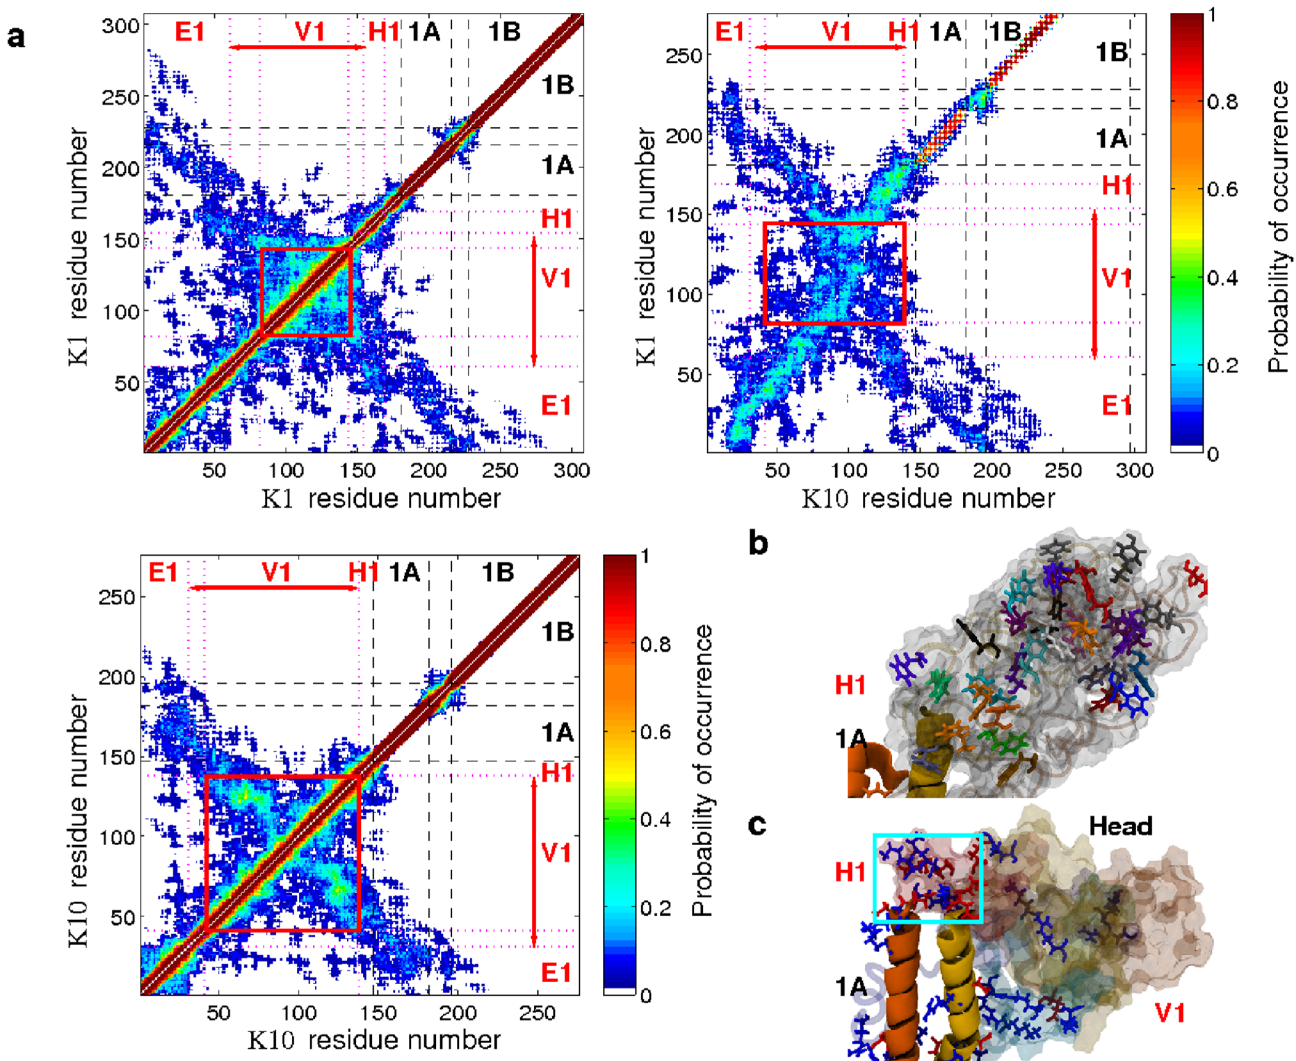 a
E1 V1 H1 1A 1B
1B
1A
H1
V1
E1
300
250
200
150
100
50
50 100 150 200 250 300
K1 residue number
K1 residue number
E1 V1 H1 1A 1B
1B
1A
H1
V1
E1
250
200
150
100
50
50 100 150 200 250 300
K1 residue number
K10 residue number
1
0.8
0.6
0.4
0.2
0
Probability of occurrence
E1 V1 H1 1A 1B
1B
1A
H1
V1
E1
250
200
150
100
50
50 100 150 200 250
K10 residue number
K10 residue number
1
0.8
0.6
0.4
0.2
0
Probability of occurrence
b
H1
1A
c
Head
H1
1A
V1